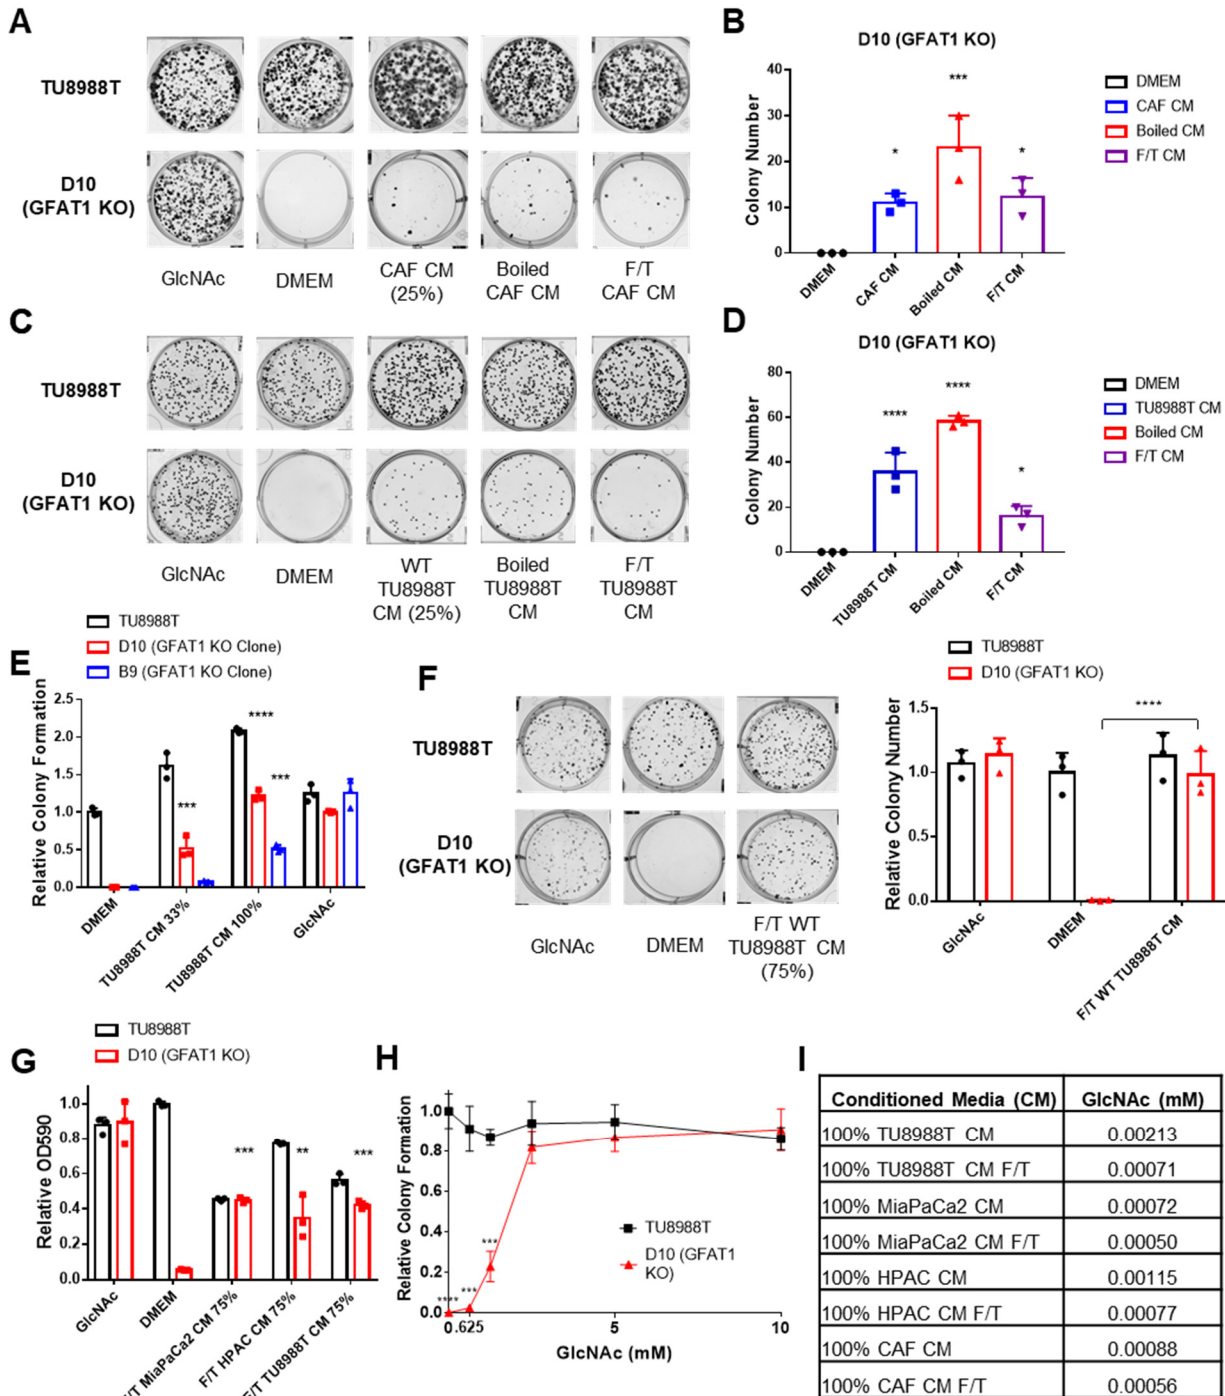 A
TU8988T
D10
(GFAT1 KO)
GlcNAc
DMEM
CAF CM
(25%)
Boiled
CAF CM
F/T
CAF CM
B
D10 (GFAT1 KO)
Colony Number
40
30
20
10
0
*
***
*
DMEM
CAF CM
Boiled CM
F/T CM
DMEM
CAF CM
Boiled CM
F/T CM
C
TU8988T
D10
(GFAT1 KO)
GlcNAc
DMEM
WT
TU8988T
CM (25%)
Boiled
TU8988T
CM
F/T
TU8988T
CM
D
D10 (GFAT1 KO)
Colony Number
80
60
40
20
0
****
****
*
DMEM
TU8988T CM
Boiled CM
F/T CM
DMEM
TU8988T CM
Boiled CM
F/T CM
E
TU8988T
D10 (GFAT1 KO Clone)
B9 (GFAT1 KO Clone)
Relative Colony Formation
2.5
2.0
1.5
1.0
0.5
0.0
***
****
***
DMEM
TU8988T CM 33%
TU8988T CM 100%
GlcNAc
F
TU8988T
D10
(GFAT1 KO)
GlcNAc
DMEM
F/T WT
TU8988T CM
(75%)
TU8988T
D10 (GFAT1 KO)
Relative Colony Number
1.5
1.0
0.5
0.0
****
GlcNAc
DMEM
F/T WT TU8988T CM
G
TU8988T
D10 (GFAT1 KO)
Relative OD590
1.0
0.8
0.6
0.4
0.2
0.0
***
**
***
GlcNAc
DMEM
/T MiaPaCa2 CM 75%
F/T HPAC CM 75%
F/T TU8988T CM 75%
H
Relative Colony Formation
1.0
0.8
0.6
0.4
0.2
0.0
****
***
***
TU8988T
D10 (GFAT1
KO)
0.625
5
10
GlcNAc (mM)
I
Conditioned Media (CM) GlcNAc (mM)
100% TU8988T CM 0.00213
100% TU8988T CM F/T 0.00071
100% MiaPaCa2 CM 0.00072
100% MiaPaCa2 CM F/T 0.00050
100% HPAC CM 0.00115
100% HPAC CM F/T 0.00077
100% CAF CM 0.00088
100% CAF CM F/T 0.00056